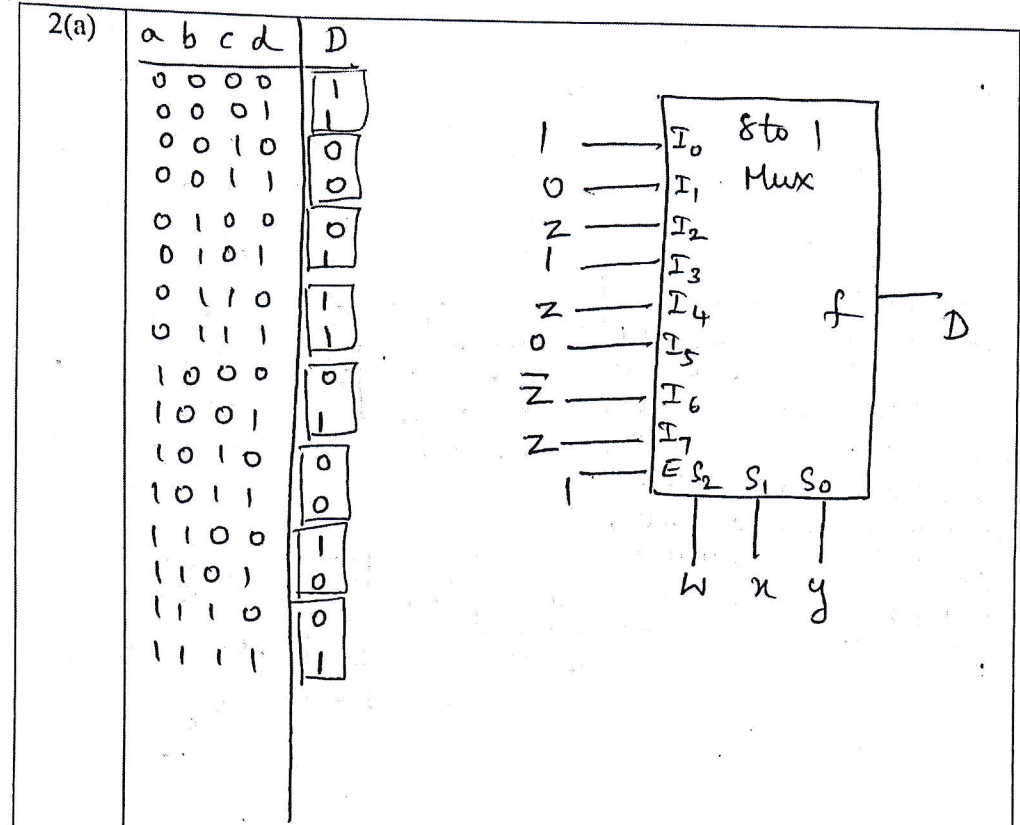 2(a)
a b c d D
0 0 0 0 1
0 0 0 1 1
0 0 1 0 0
0 0 1 1 0
0 1 0 0 0
0 1 0 1 1
0 1 1 0 1
0 1 1 1 1
1 0 0 0 0
1 0 0 1 1
1 0 1 0 0
1 0 1 1 0
1 1 0 0 1
1 1 0 1 0
1 1 1 0 0
1 1 1 1 1
8 to 1
Mux
1 I₀
0 I₁
Z I₂
1 I₃
Z I₄
0 I₅
Z̅ I₆
Z I₇
1 E S₂ S₁ S₀
f D
w x y